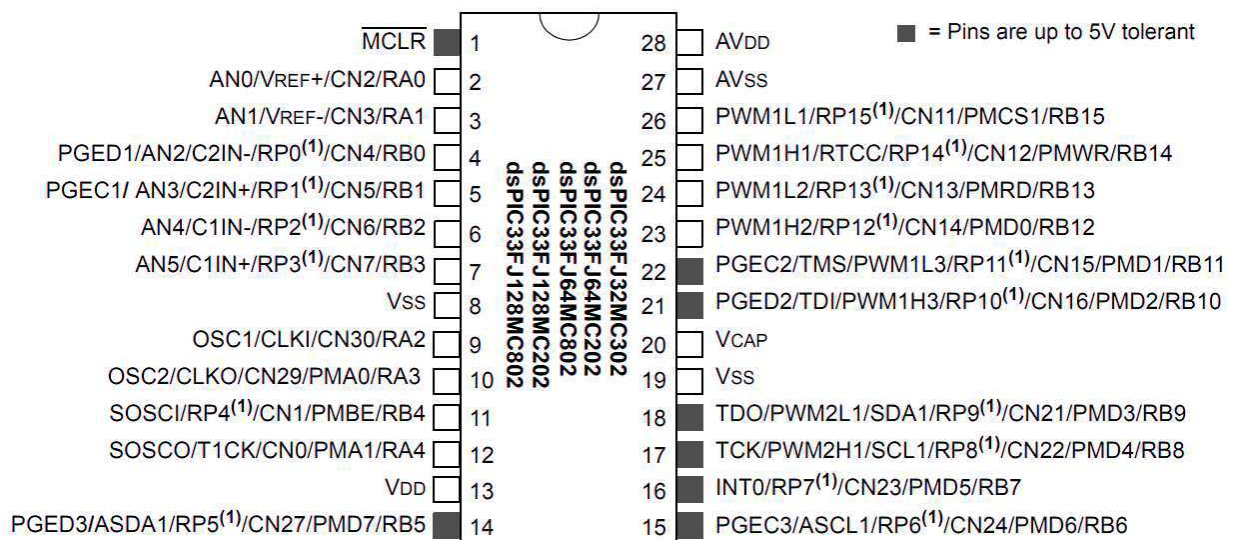 = Pins are up to 5V tolerant
MCLR 1 28 AVDD
AN0/VREF+/CN2/RA0 2 27 AVSS
AN1/VREF-/CN3/RA1 3 26 PWM1L1/RP15(1)/CN11/PMCS1/RB15
PGED1/AN2/C2IN-/RP0(1)/CN4/RB0 4 25 PWM1H1/RTCC/RP14(1)/CN12/PMWR/RB14
PGEC1/ AN3/C2IN+/RP1(1)/CN5/RB1 5 24 PWM1L2/RP13(1)/CN13/PMRD/RB13
AN4/C1IN-/RP2(1)/CN6/RB2 6 23 PWM1H2/RP12(1)/CN14/PMD0/RB12
AN5/C1IN+/RP3(1)/CN7/RB3 7 22 PGEC2/TMS/PWM1L3/RP11(1)/CN15/PMD1/RB11
VSS 8 21 PGED2/TDI/PWM1H3/RP10(1)/CN16/PMD2/RB10
OSC1/CLKI/CN30/RA2 9 20 VCAP
OSC2/CLKO/CN29/PMA0/RA3 10 19 VSS
SOSCI/RP4(1)/CN1/PMBE/RB4 11 18 TDO/PWM2L1/SDA1/RP9(1)/CN21/PMD3/RB9
SOSCO/T1CK/CN0/PMA1/RA4 12 17 TCK/PWM2H1/SCL1/RP8(1)/CN22/PMD4/RB8
VDD 13 16 INT0/RP7(1)/CN23/PMD5/RB7
PGED3/ASDA1/RP5(1)/CN27/PMD7/RB5 14 15 PGEC3/ASCL1/RP6(1)/CN24/PMD6/RB6
dsPIC33FJ32MC302
dsPIC33FJ64MC202
dsPIC33FJ64MC802
dsPIC33FJ128MC202
dsPIC33FJ128MC802